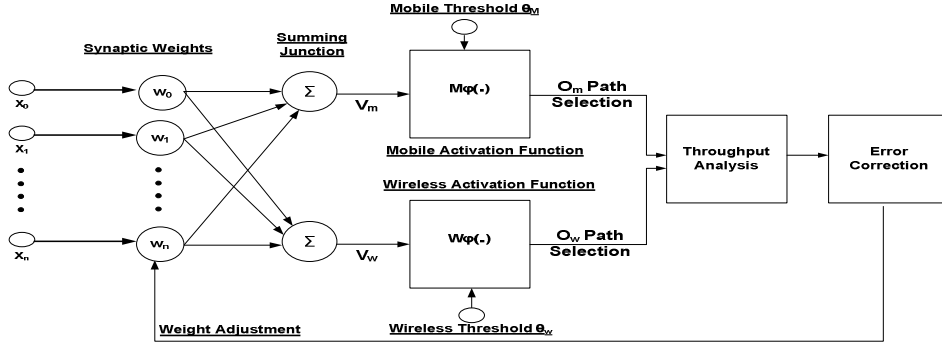 Mobile Threshold θM
Synaptic Weights
Summing
Junction
x0
w0
Σ
Vm
Mφ(.)
Om Path
Selection
x1
w1
Mobile Activation Function
Throughput
Analysis
Error
Correction
Wireless Activation Function
xn
wn
Σ
Vw
Wφ(.)
Ow Path
Selection
Weight Adjustment
Wireless Threshold θw